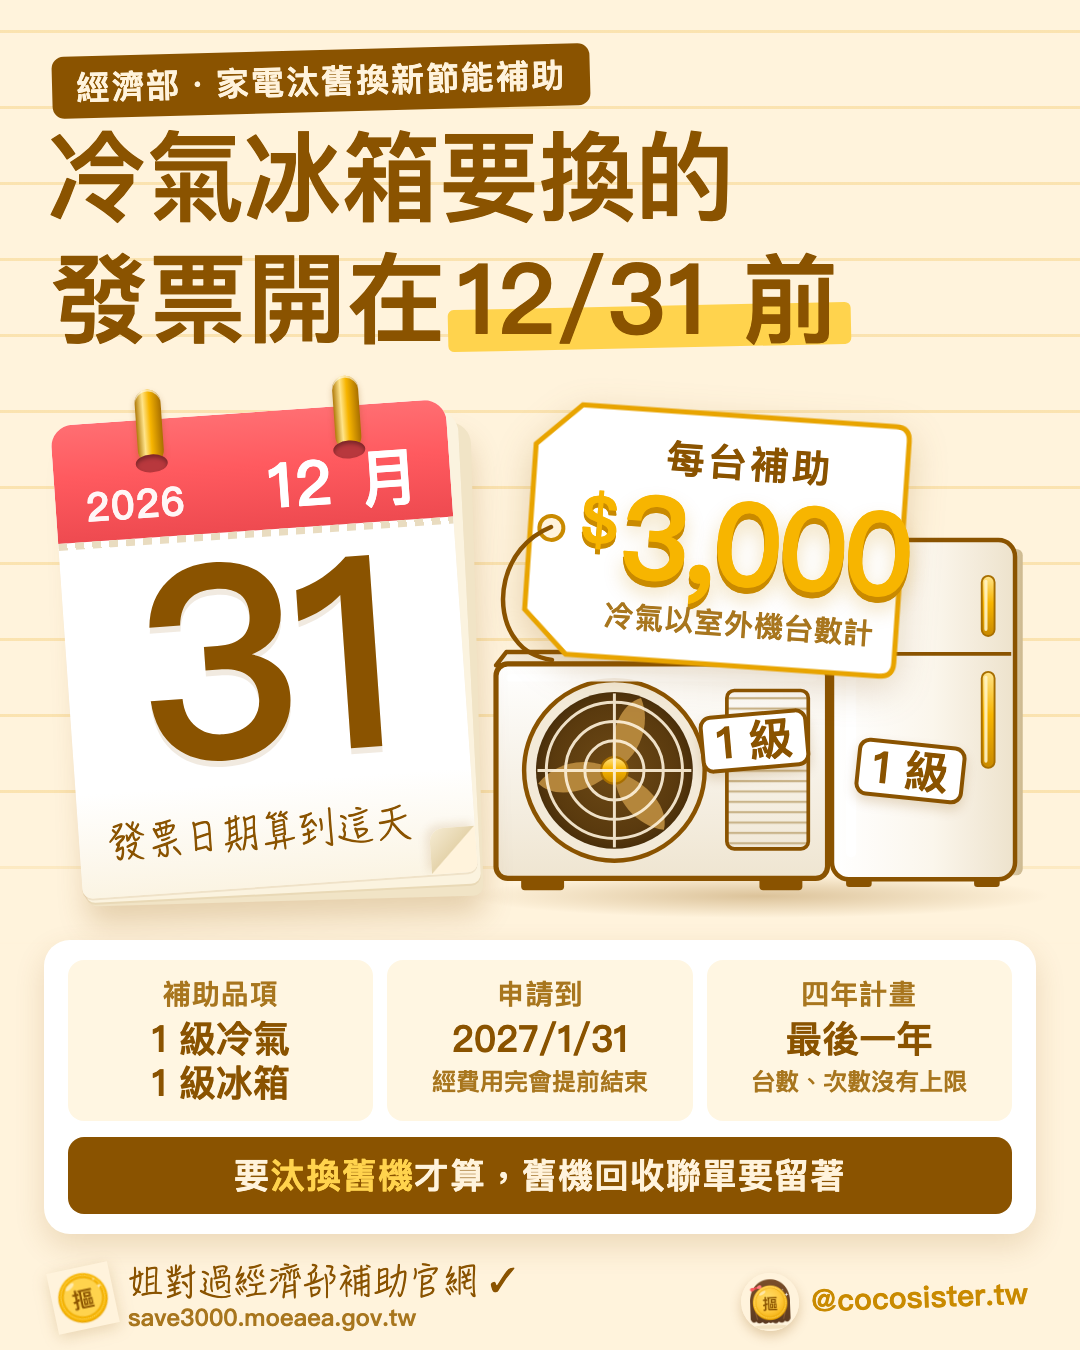 經濟部．家電汰舊換新節能補助
冷氣冰箱要換的
發票開在12/31 前
2026
12 月
31
發票日期算到這天
每台補助
$3,000
冷氣以室外機台數計
1 級
1 級
補助品項
1 級冷氣
1 級冰箱
申請到
2027/1/31
經費用完會提前結束
四年計畫
最後一年
台數、次數沒有上限
要汰換舊機才算，舊機回收聯單要留著
摳
姐對過經濟部補助官網 ✓
save3000.moeaea.gov.tw
摳
@cocosister.tw